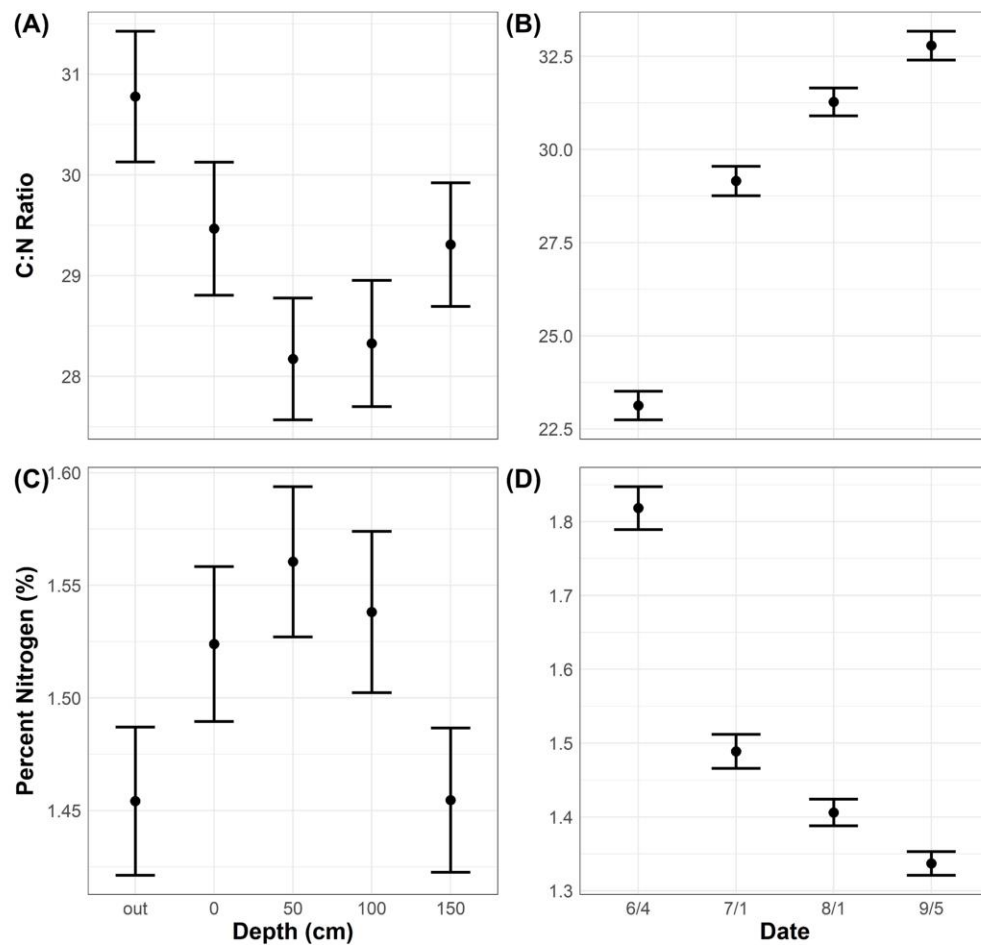 (A)
31
30
29
28
C:N Ratio
(B)
32.5
30.0
27.5
25.0
22.5
(C)
1.60
1.55
1.50
1.45
Percent Nitrogen (%)
out 0 50 100 150
Depth (cm)
(D)
1.8
1.7
1.6
1.5
1.4
1.3
6/4 7/1 8/1 9/5
Date